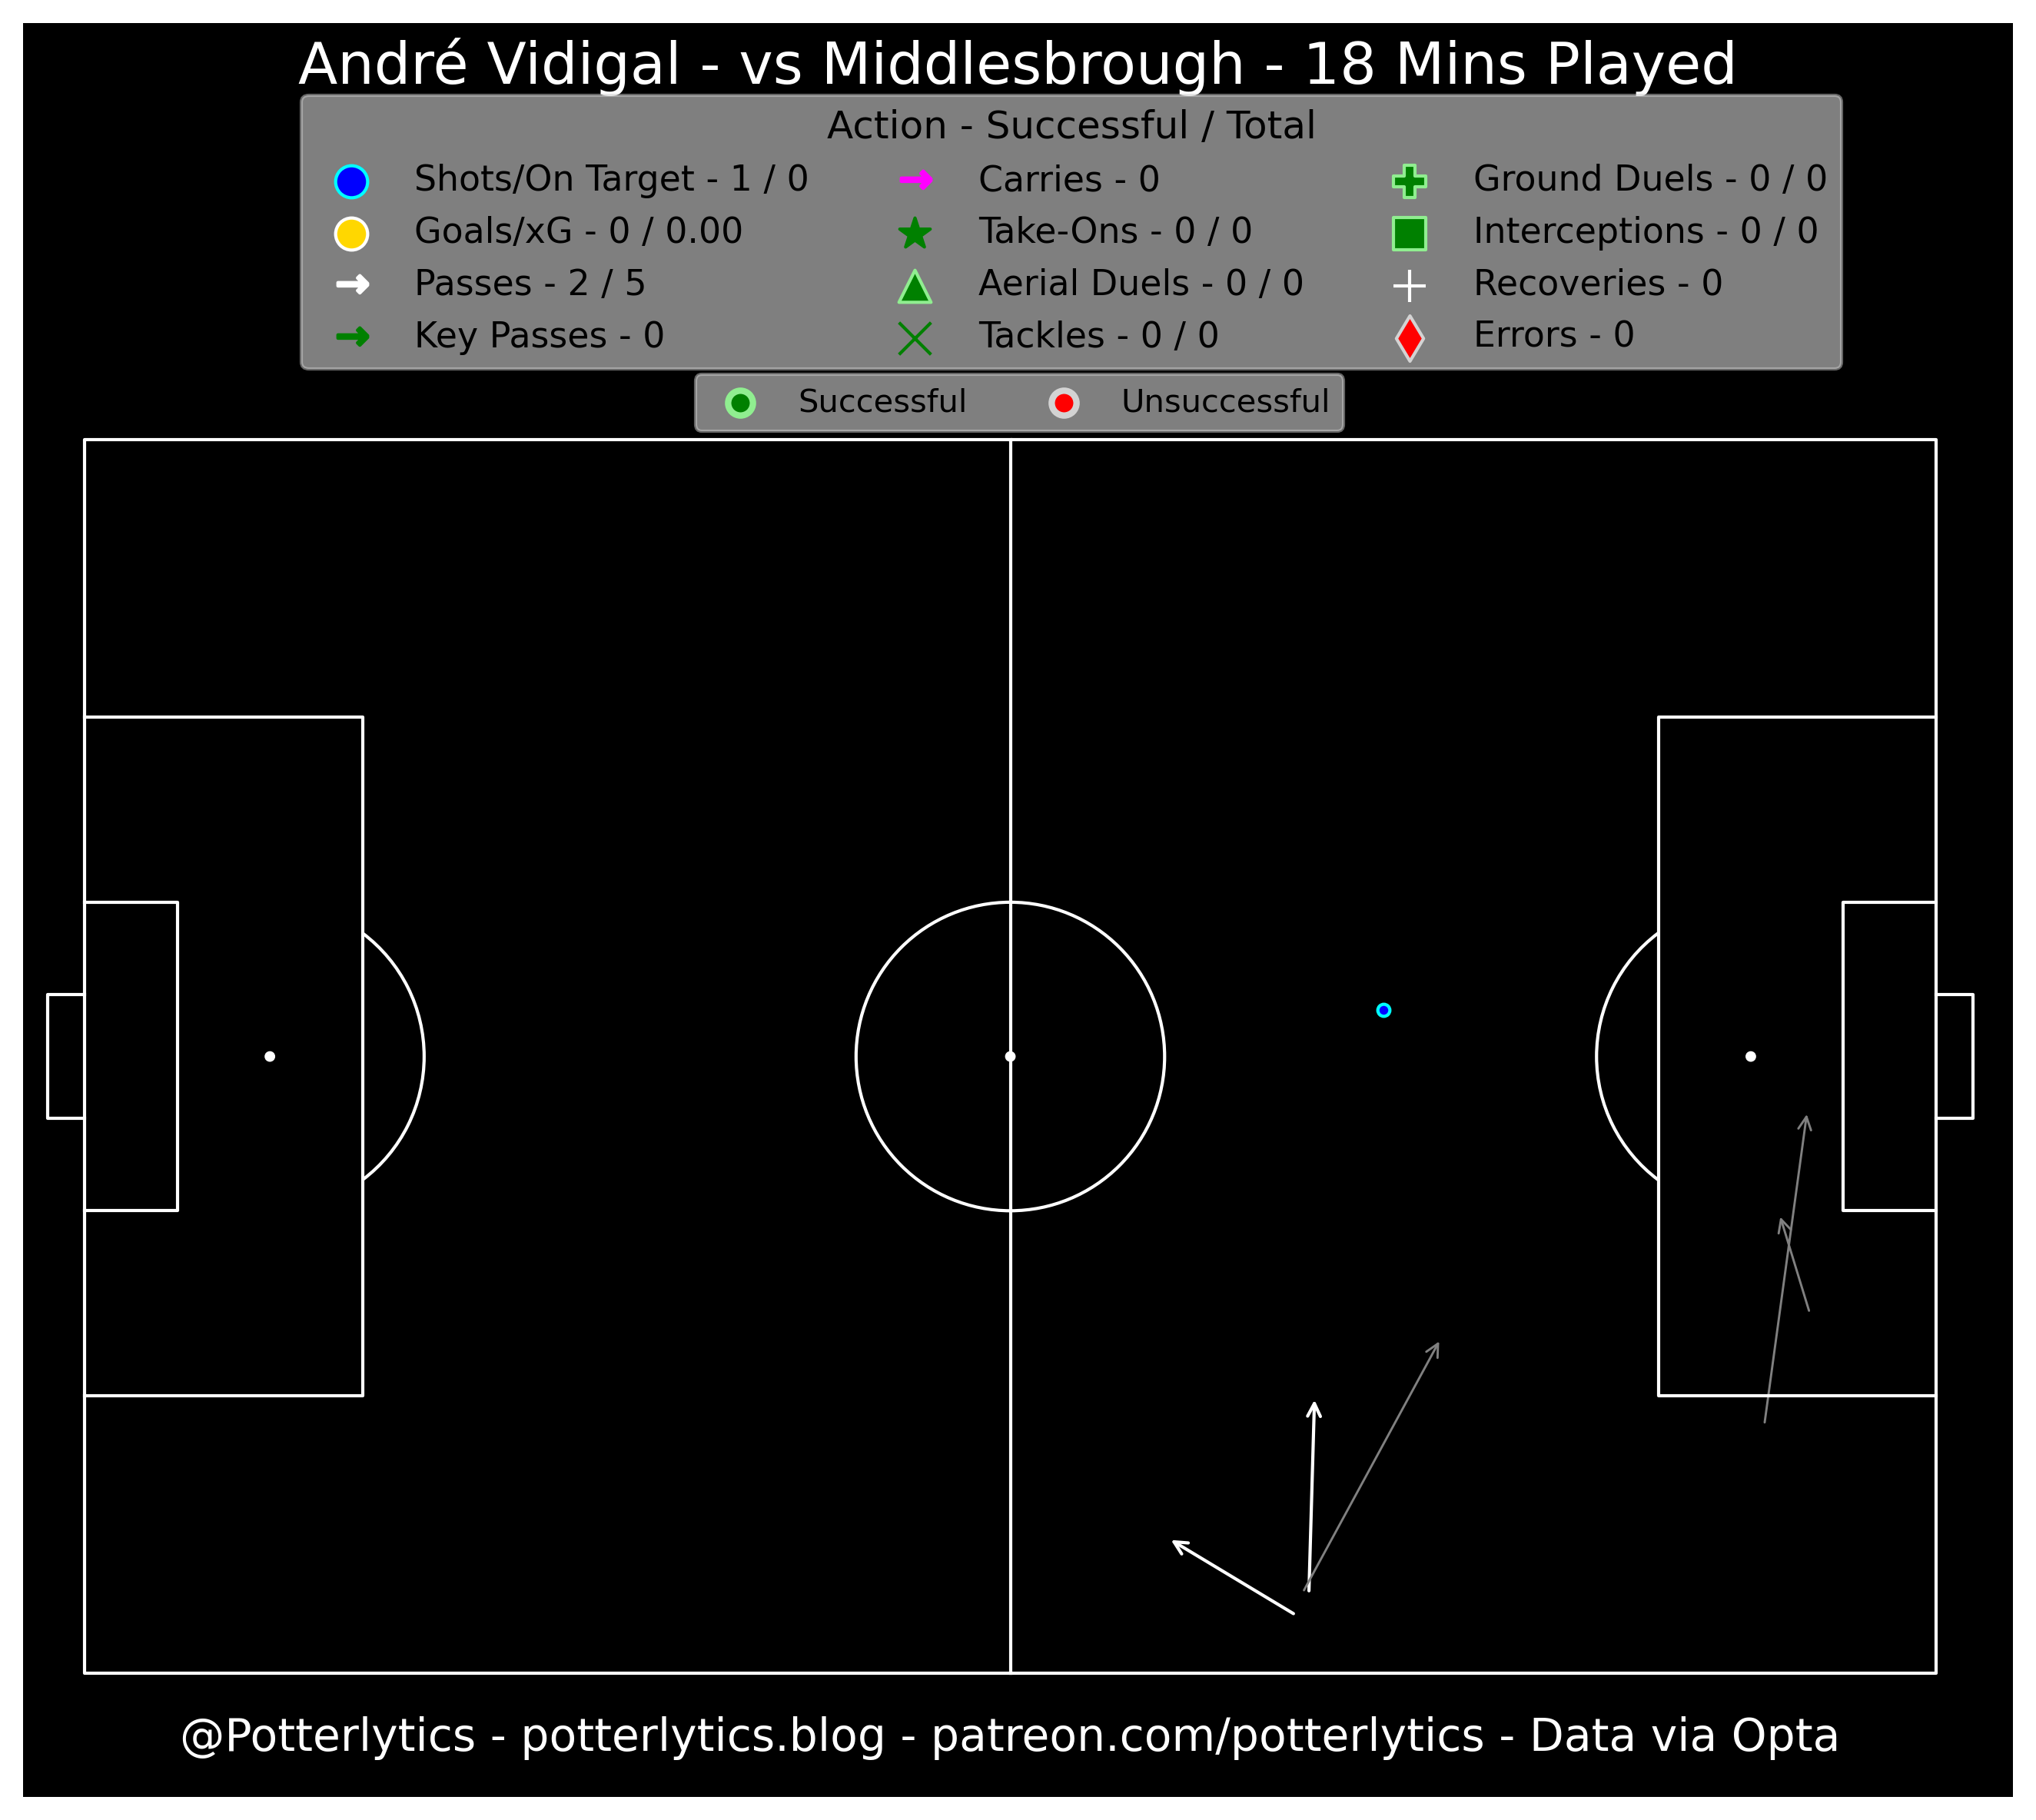 André Vidigal - vs Middlesbrough - 18 Mins Played
Action - Successful / Total
Shots/On Target - 1 / 0
Goals/xG - 0 / 0.00
Passes - 2 / 5
Key Passes - 0
Carries - 0
Take-Ons - 0 / 0
Aerial Duels - 0 / 0
Tackles - 0 / 0
Ground Duels - 0 / 0
Interceptions - 0 / 0
Recoveries - 0
Errors - 0
Successful
Unsuccessful
@Potterlytics - potterlytics.blog - patreon.com/potterlytics - Data via Opta